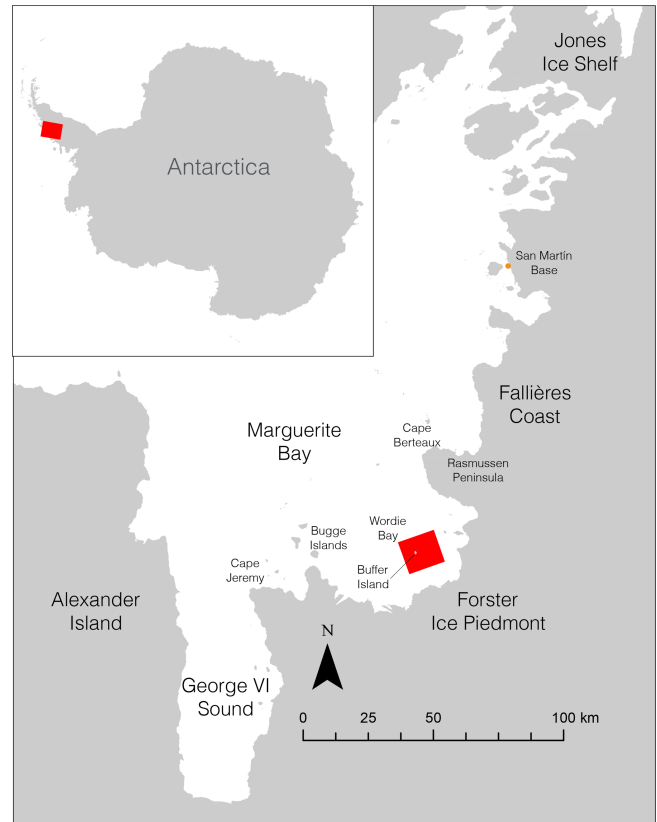 Jones
Ice Shelf
Antarctica
San Martín
Base
Fallières
Coast
Marguerite
Bay
Cape
Berteaux
Rasmussen
Peninsula
Wordie
Bay
Bugge
Islands
Cape
Jeremy
Buffer
Island
Alexander
Island
Forster
Ice Piedmont
N
George VI
Sound
0 25 50 100 km